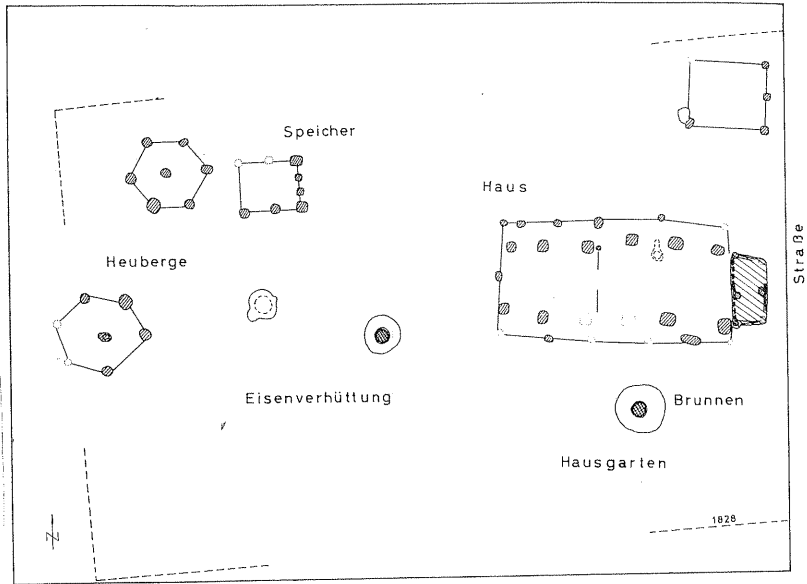 Speicher
Haus
Straße
Heuberge
Eisenverhüttung
Brunnen
Hausgarten
1828
N